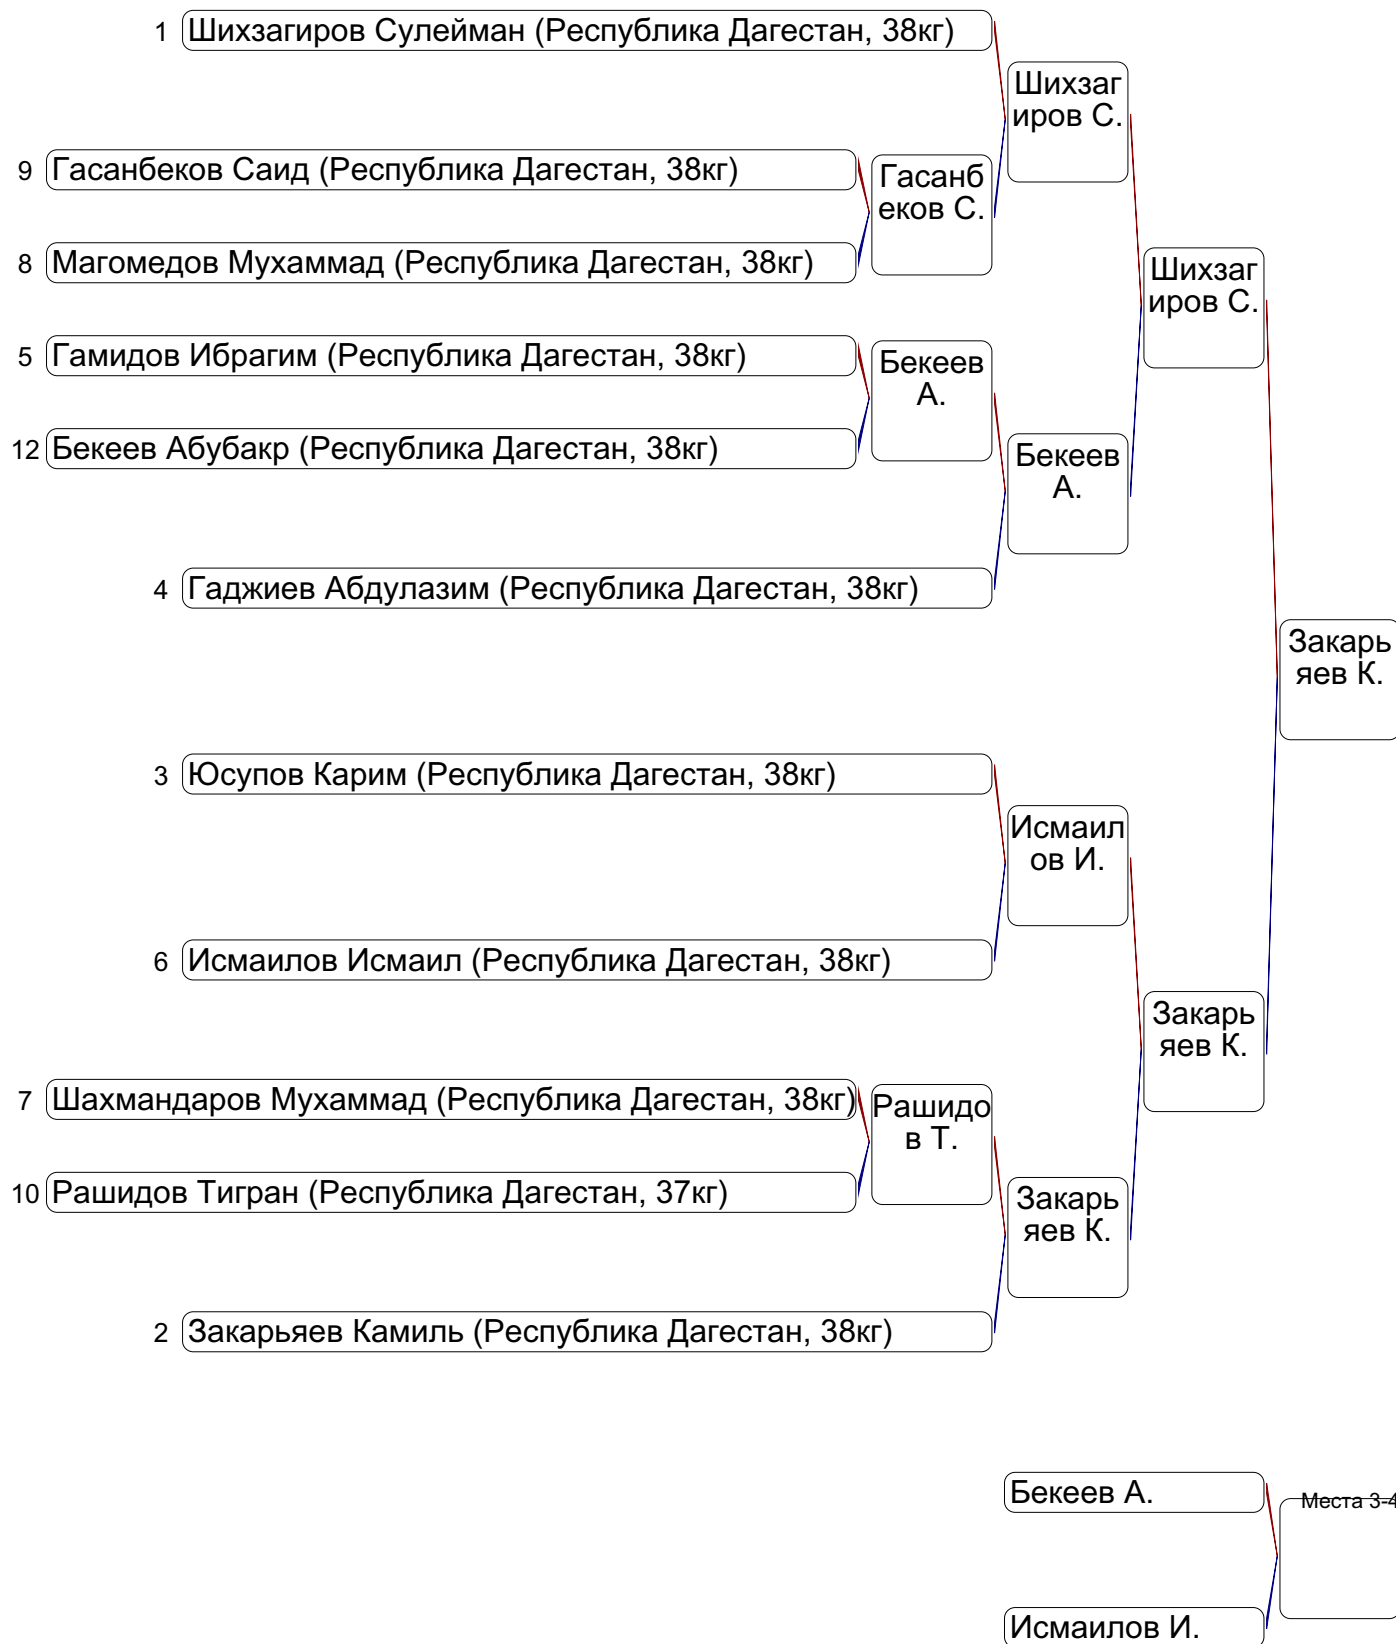 1 Шихзагиров Сулейман (Республика Дагестан, 38кг)
Шихзаг
иров С.
9 Гасанбеков Саид (Республика Дагестан, 38кг)
Гасанб
еков С.
8 Магомедов Мухаммад (Республика Дагестан, 38кг)
Шихзаг
иров С.
5 Гамидов Ибрагим (Республика Дагестан, 38кг)
Бекеев
А.
12 Бекеев Абубакр (Республика Дагестан, 38кг)
Бекеев
А.
4 Гаджиев Абдулазим (Республика Дагестан, 38кг)
Закарь
яев К.
3 Юсупов Карим (Республика Дагестан, 38кг)
Исмаил
ов И.
6 Исмаилов Исмаил (Республика Дагестан, 38кг)
Закарь
яев К.
7 Шахмандаров Мухаммад (Республика Дагестан, 38кг)
Рашидо
в Т.
10 Рашидов Тигран (Республика Дагестан, 37кг)
Закарь
яев К.
2 Закарьяев Камиль (Республика Дагестан, 38кг)
Бекеев А.
Места 3-4
Исмаилов И.